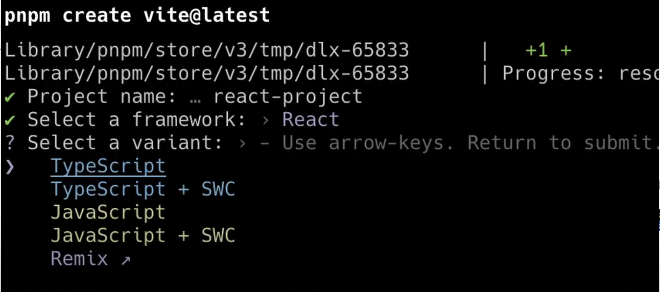 pnpm create vite@latest
Library/pnpm/store/v3/tmp/dlx-65833 | +1 +
Library/pnpm/store/v3/tmp/dlx-65833 | Progress: reso
✔ Project name: … react-project
✔ Select a framework: › React
? Select a variant: › - Use arrow-keys. Return to submit.
❯ TypeScript
TypeScript + SWC
JavaScript
JavaScript + SWC
Remix ↗